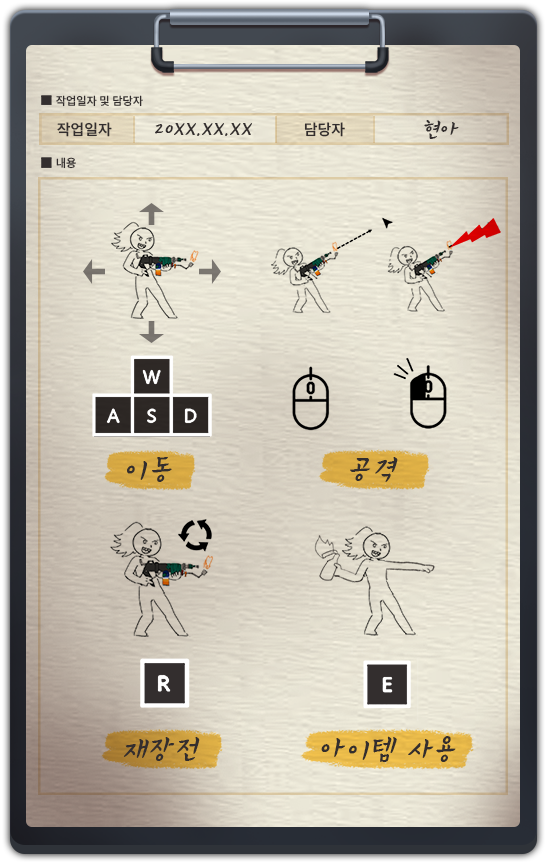 ■ 작업일자 및 담당자
작업일자 20XX.XX.XX 담당자 현아
■ 내용
W
A S D
이동 공격
R E
재장전 아이템 사용